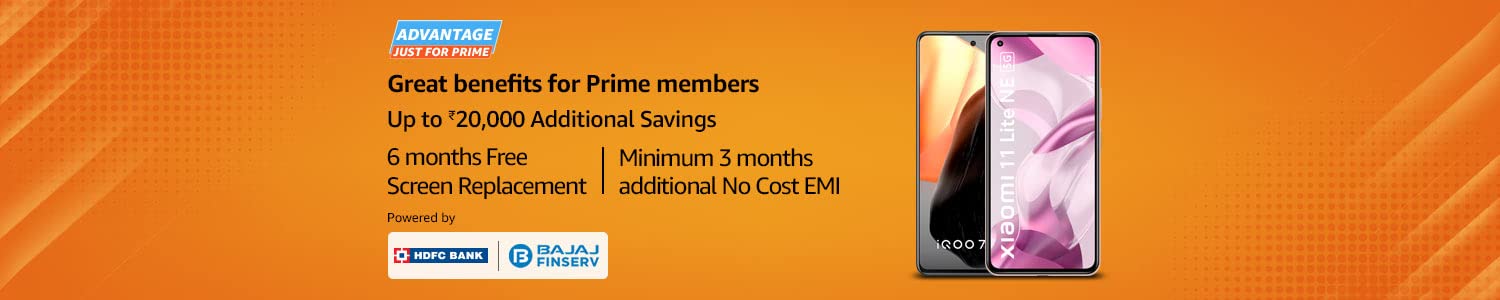 ADVANTAGE
JUST FOR PRIME
Great benefits for Prime members
Up to ₹20,000 Additional Savings
6 months Free
Screen Replacement
Minimum 3 months
additional No Cost EMI
Powered by
HDFC BANK
BAJAJ
FINSERV
iQOO 7
xiaomi 11 Lite NE 5G